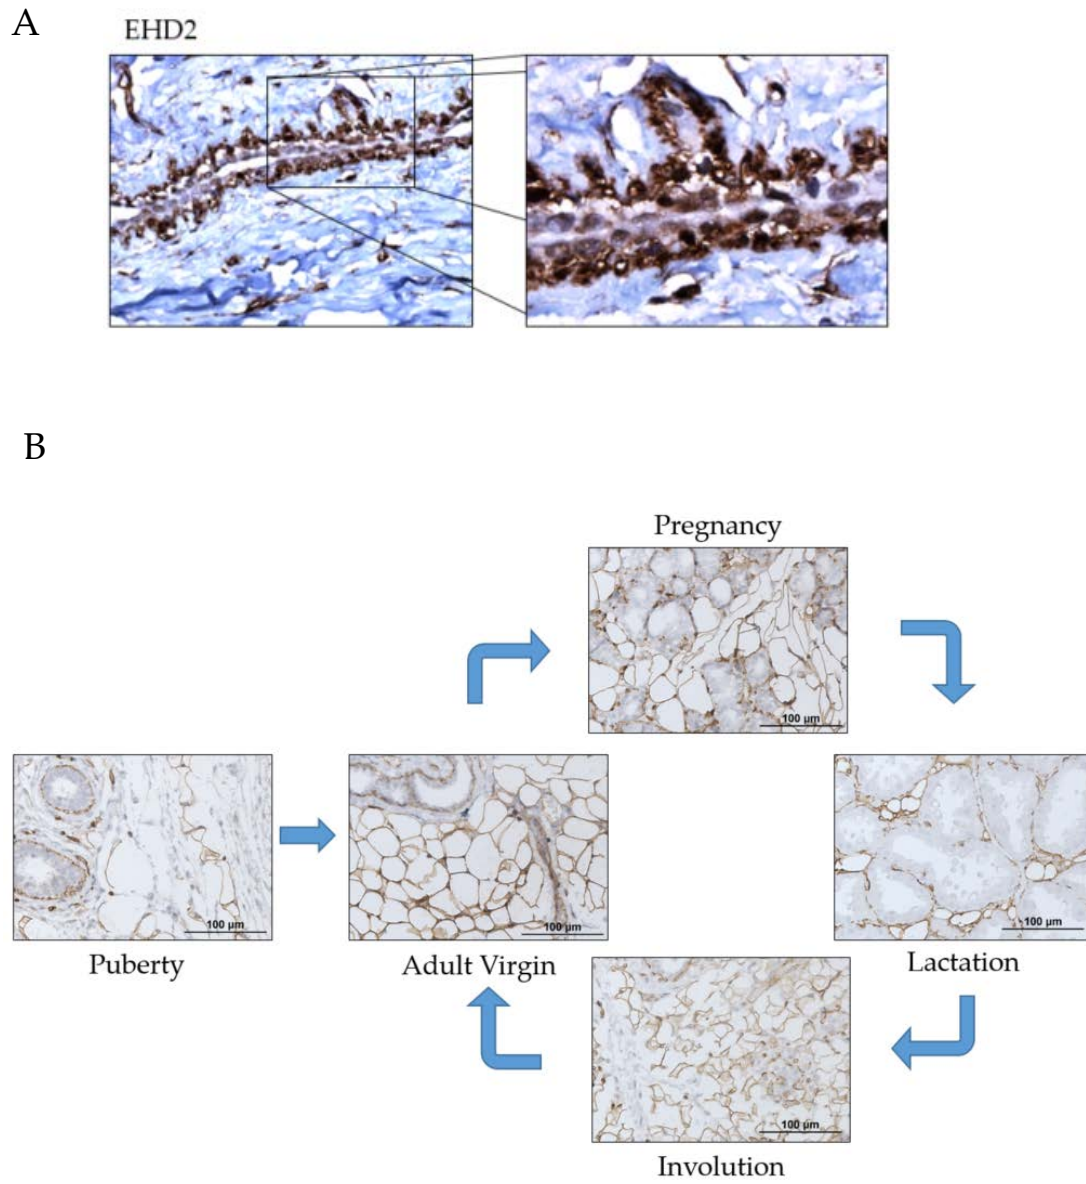 A
EHD2
B
Pregnancy
100 µm
100 µm
Puberty
100 µm
Adult Virgin
100 µm
Lactation
100 µm
Involution